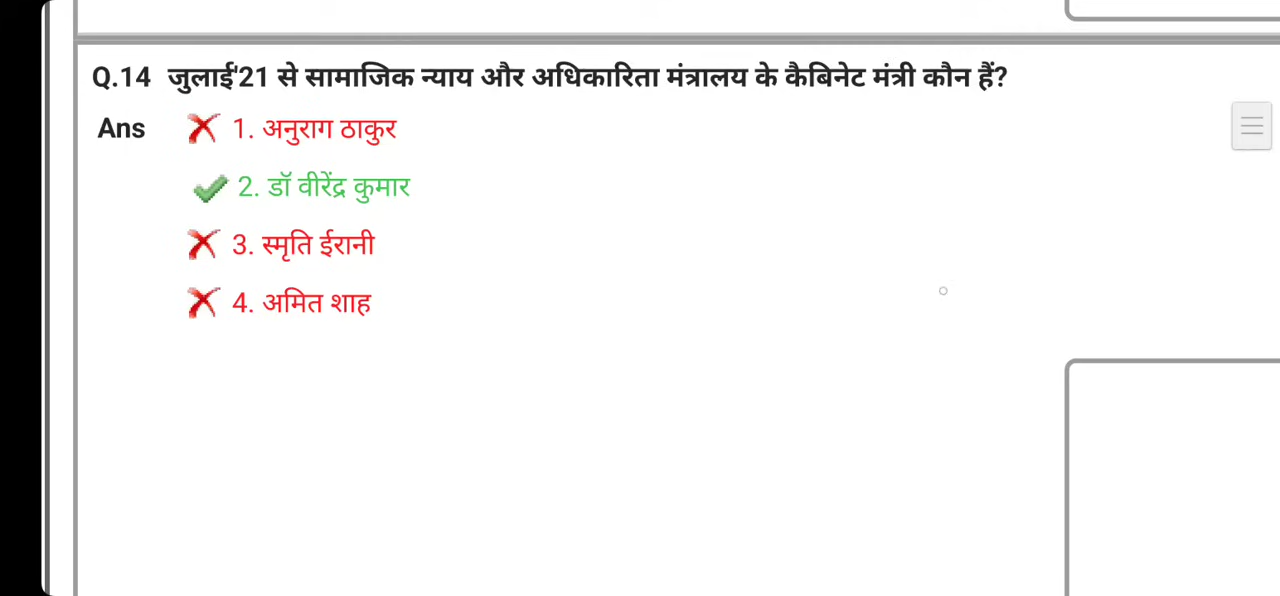 Q.14 जुलाई'21 से सामाजिक न्याय और अधिकारिता मंत्रालय के कैबिनेट मंत्री कौन हैं?
Ans 1. अनुराग ठाकुर
2. डॉ वीरेंद्र कुमार
3. स्मृति ईरानी
4. अमित शाह